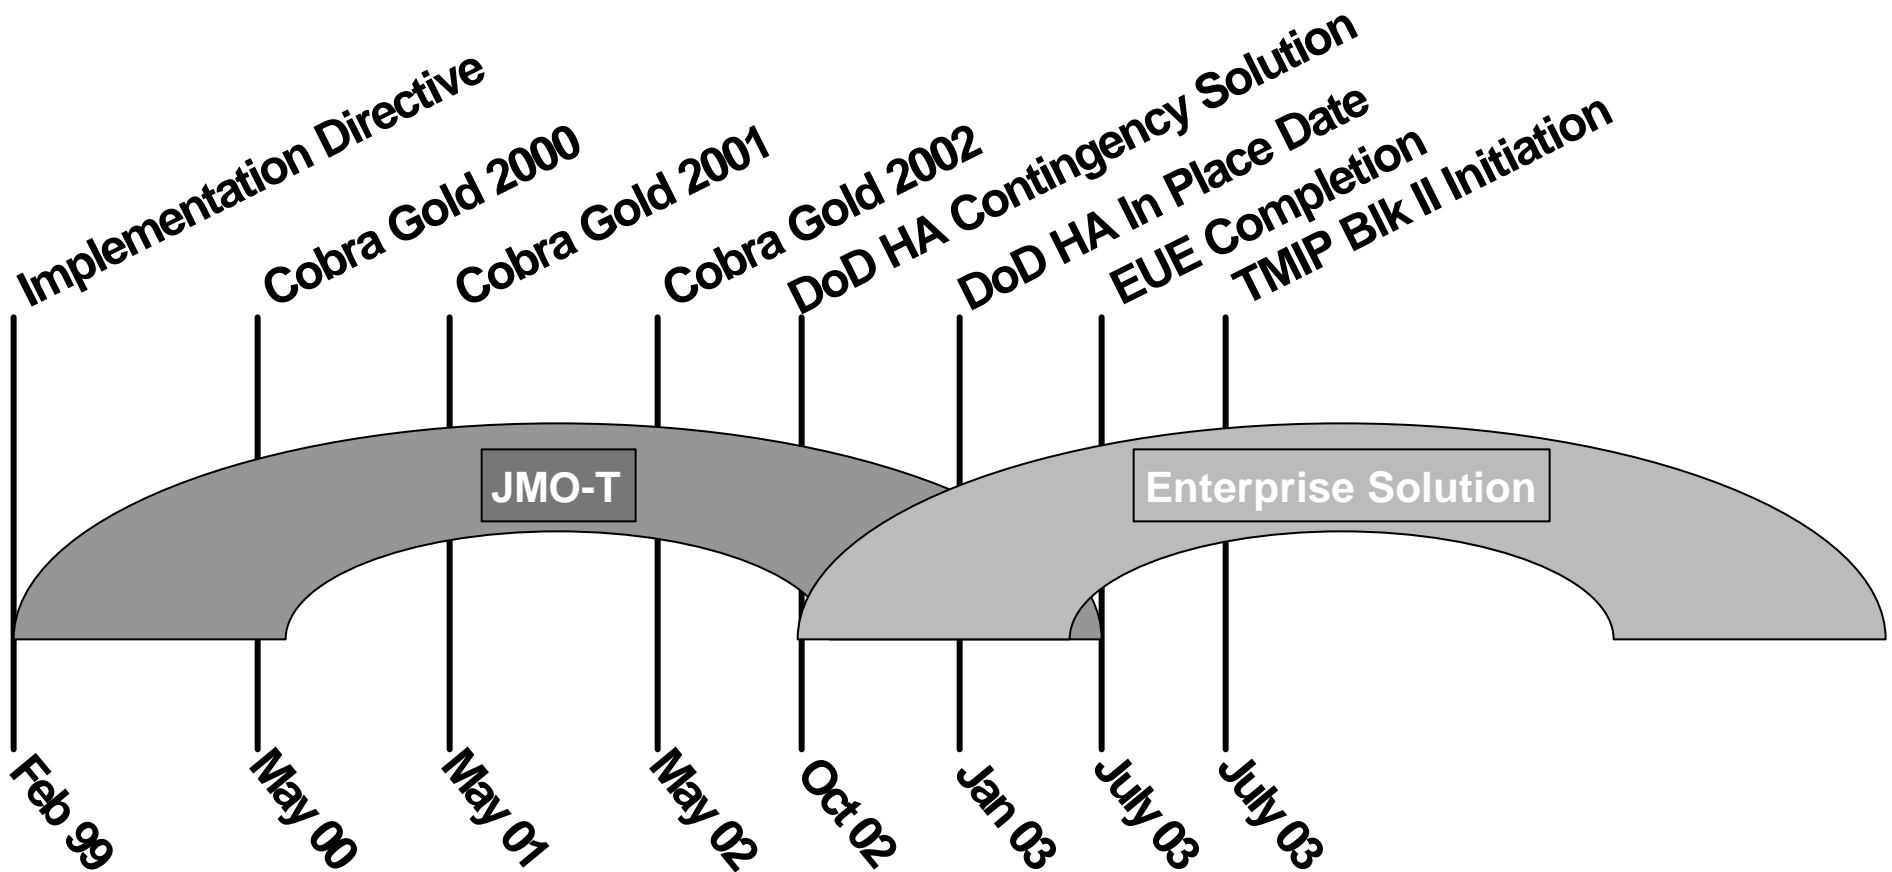 Implementation Directive
Cobra Gold 2000
Cobra Gold 2001
Cobra Gold 2002
DoD HA Contingency Solution
DoD HA In Place Date
EUE Completion
TMIP Blk II Initiation
JMO-T
Enterprise Solution
Feb 99
May 00
May 01
May 02
Oct 02
Jan 03
July 03
July 03